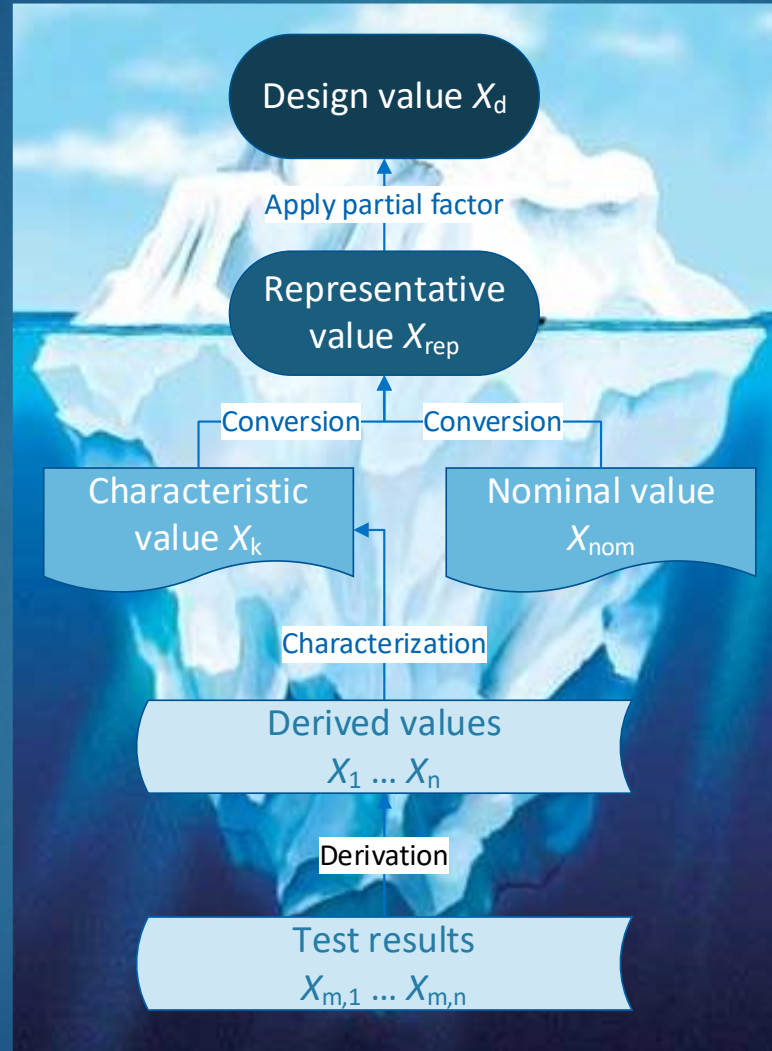 Design value Xd
Apply partial factor
Representative
value Xrep
Conversion
Conversion
Characteristic
value Xk
Nominal value
Xnom
Characterization
Derived values
X1 ... Xn
Derivation
Test results
Xm,1 ... Xm,n